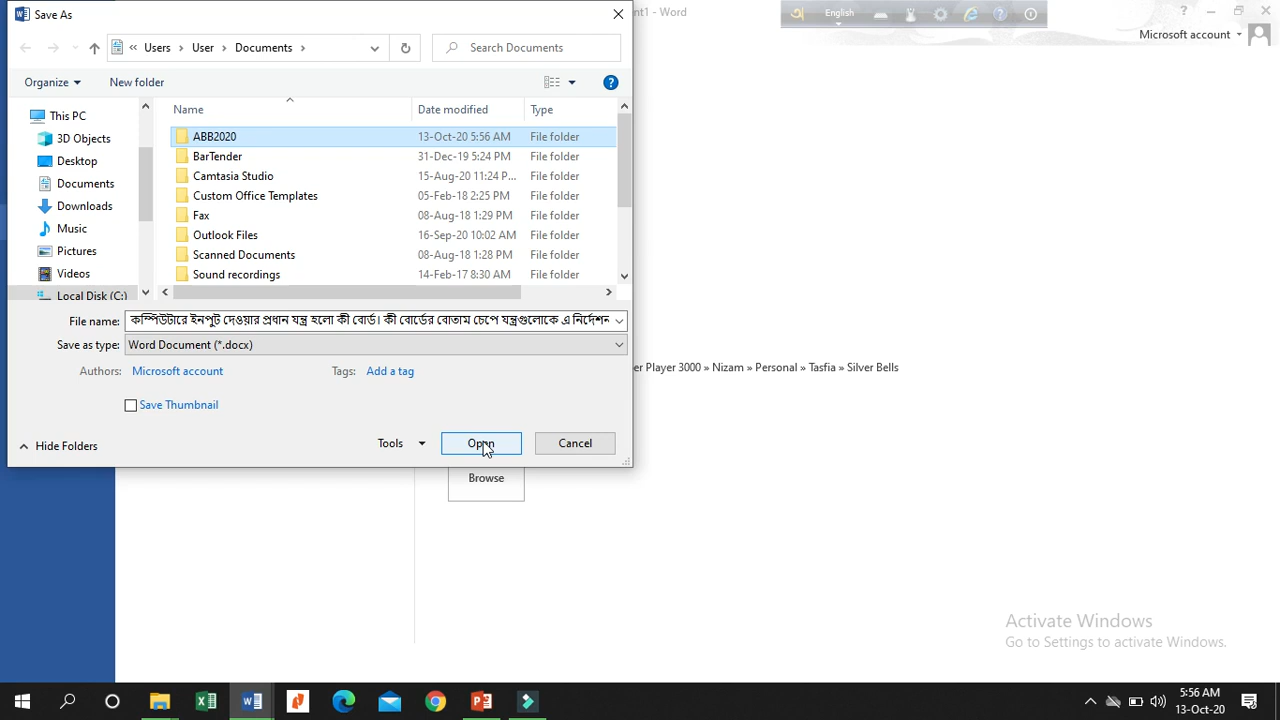 Save As
nt1 - Word
English
Microsoft account
« Users › User › Documents ›
Search Documents
Organize
New folder
Name
Date modified
Type
This PC
3D Objects
Desktop
Documents
Downloads
Music
Pictures
Videos
Local Disk (C:)
ABB2020 13-Oct-20 5:56 AM File folder
BarTender 31-Dec-19 5:24 PM File folder
Camtasia Studio 15-Aug-20 11:24 P... File folder
Custom Office Templates 05-Feb-18 2:25 PM File folder
Fax 08-Aug-18 1:29 PM File folder
Outlook Files 16-Sep-20 10:02 AM File folder
Scanned Documents 08-Aug-18 1:28 PM File folder
Sound recordings 14-Feb-17 8:30 AM File folder
File name: কম্পিউটারে ইনপুট দেওয়ার প্রধান যন্ত্র হলো কী বোর্ড। কী বোর্ডের বোতাম চেপে যন্ত্রগুলোকে এ নির্দেশন
Save as type: Word Document (*.docx)
er Player 3000 » Nizam » Personal » Tasfia » Silver Bells
Authors: Microsoft account
Tags: Add a tag
Save Thumbnail
Hide Folders
Tools
Open
Cancel
Browse
Activate Windows
Go to Settings to activate Windows.
5:56 AM
13-Oct-20